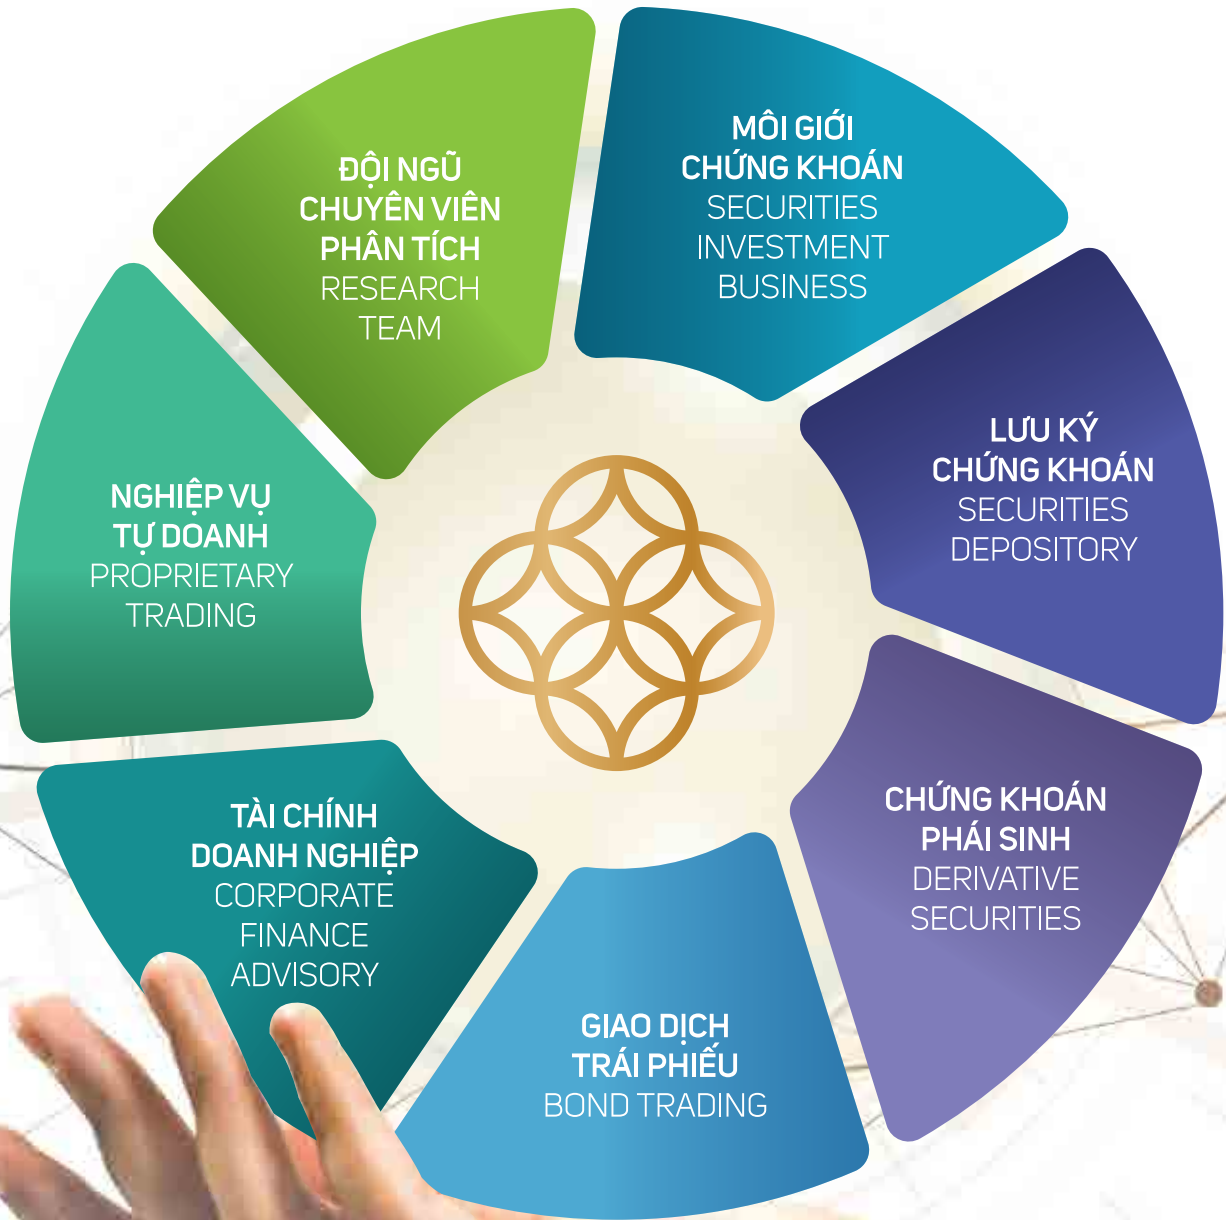 MÔI GIỚI
CHỨNG KHOÁN
SECURITIES
INVESTMENT
BUSINESS
LƯU KÝ
CHỨNG KHOÁN
SECURITIES
DEPOSITORY
CHỨNG KHOÁN
PHÁI SINH
DERIVATIVE
SECURITIES
GIAO DỊCH
TRÁI PHIẾU
BOND TRADING
TÀI CHÍNH
DOANH NGHIỆP
CORPORATE
FINANCE
ADVISORY
NGHIỆP VỤ
TỰ DOANH
PROPRIETARY
TRADING
ĐỘI NGŨ
CHUYÊN VIÊN
PHÂN TÍCH
RESEARCH
TEAM